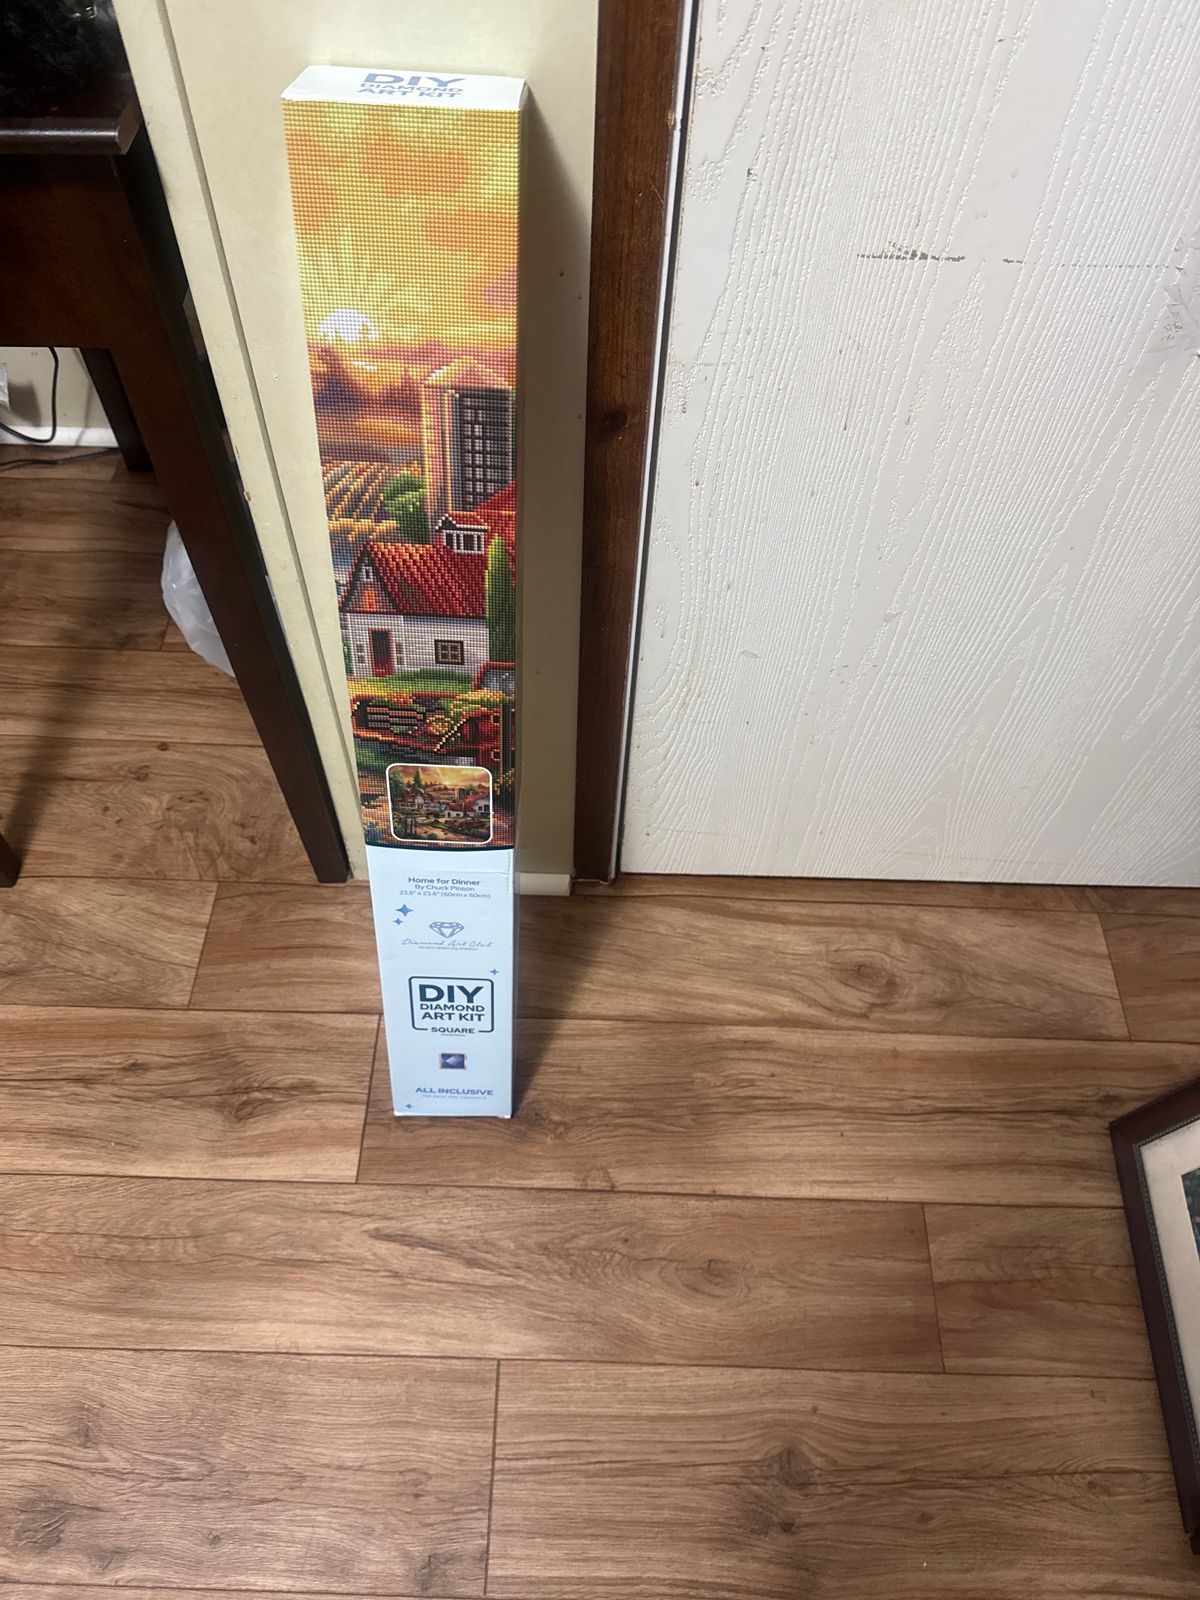 DIY
DIAMOND
ART KIT
Home for Dinner
By Chuck Pinson
23.6" x 23.6" (60cm x 60cm)
Diamond Art Club
DIY
DIAMOND
ART KIT
SQUARE
ALL INCLUSIVE